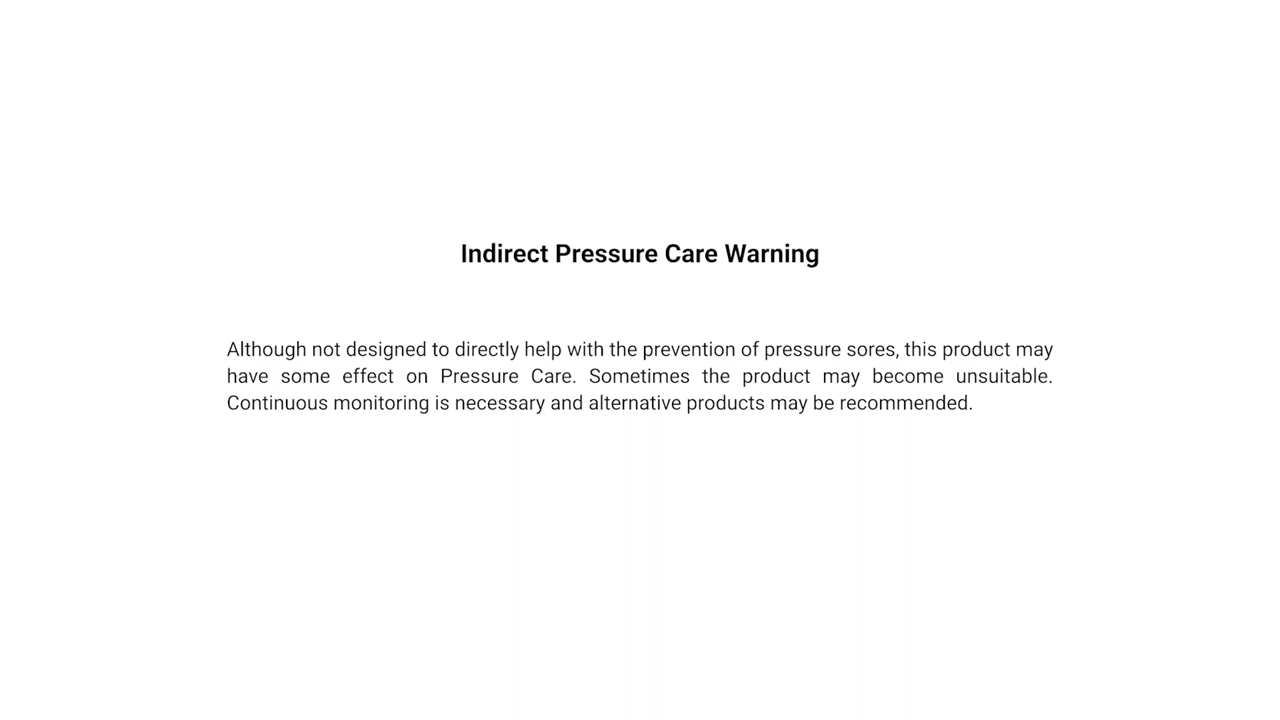 Indirect Pressure Care Warning
Although not designed to directly help with the prevention of pressure sores, this product may
have some effect on Pressure Care. Sometimes the product may become unsuitable.
Continuous monitoring is necessary and alternative products may be recommended.